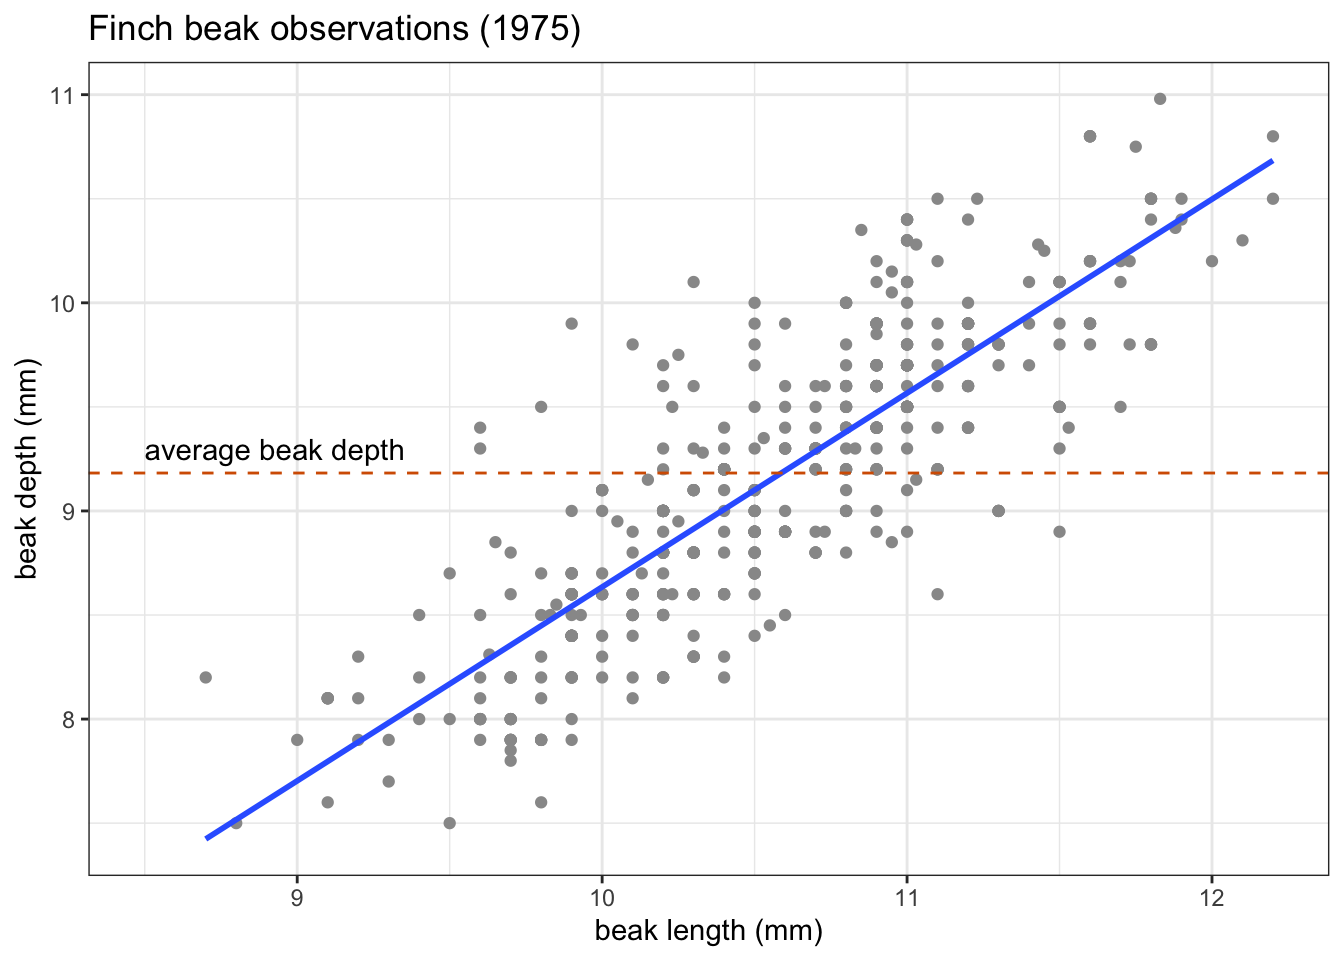 Finch beak observations (1975)
11
10
9
8
average beak depth
beak depth (mm)
9
10
11
12
beak length (mm)